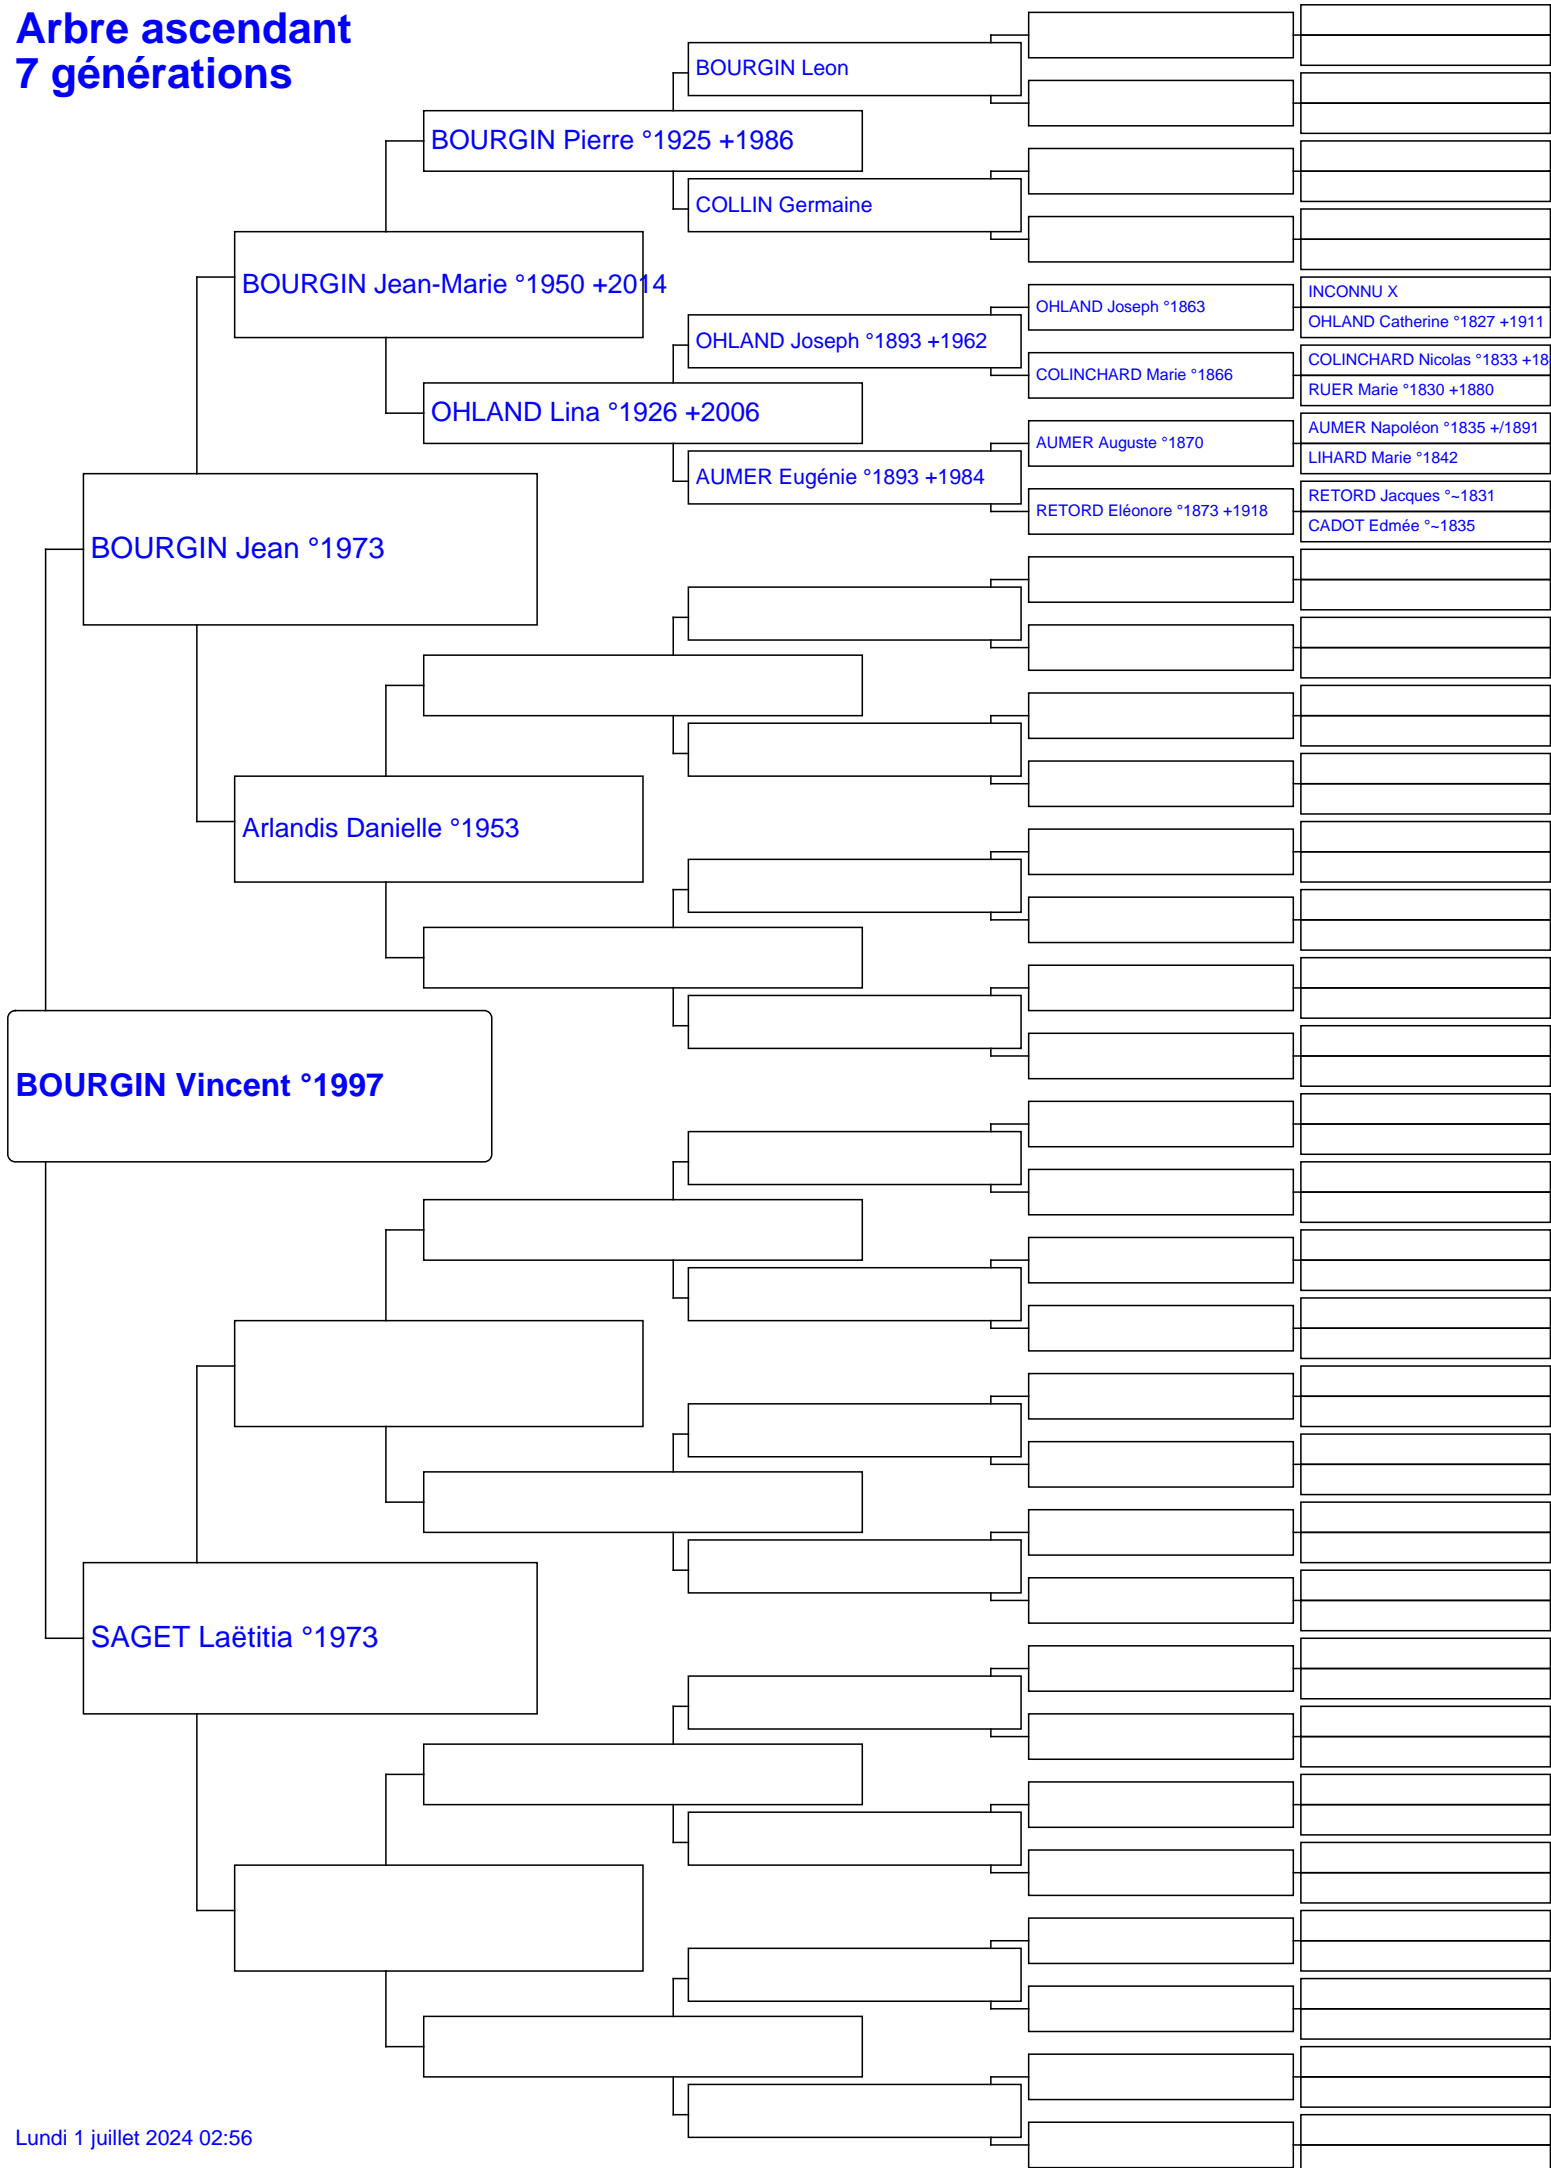 Arbre ascendant
7 générations
BOURGIN Leon
BOURGIN Pierre °1925 +1986
COLLIN Germaine
BOURGIN Jean-Marie °1950 +2014
INCONNU X
OHLAND Joseph °1863
OHLAND Catherine °1827 +1911
OHLAND Joseph °1893 +1962
COLINCHARD Nicolas °1833 +18
COLINCHARD Marie °1866
RUER Marie °1830 +1880
OHLAND Lina °1926 +2006
AUMER Napoléon °1835 +/1891
AUMER Auguste °1870
LIHARD Marie °1842
AUMER Eugénie °1893 +1984
RETORD Jacques °~1831
RETORD Eléonore °1873 +1918
CADOT Edmée °~1835
BOURGIN Jean °1973
Arlandis Danielle °1953
BOURGIN Vincent °1997
SAGET Laëtitia °1973
Lundi 1 juillet 2024 02:56